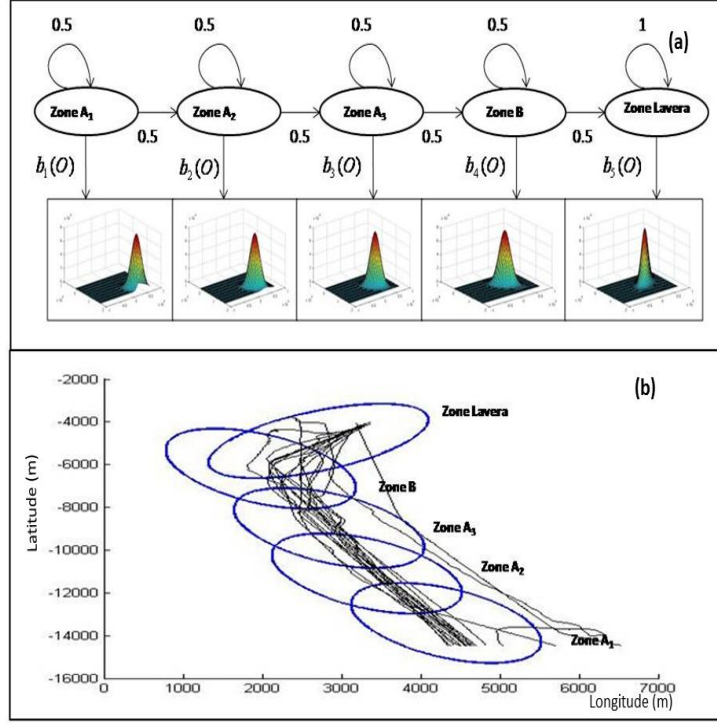 0.5 0.5 0.5 0.5 1
(a)
Zone A₁ Zone A₂ Zone A₃ Zone B Zone Lavera
0.5 0.5 0.5 0.5
b₁(O) b₂(O) b₃(O) b₄(O) b₅(O)
(b)
-2000
-4000
-6000
-8000
-10000
-12000
-14000
-16000
Latitude (m)
Zone Lavera
Zone B
Zone A₃
Zone A₂
Zone A₁
0 1000 2000 3000 4000 5000 6000 7000
Longitude (m)